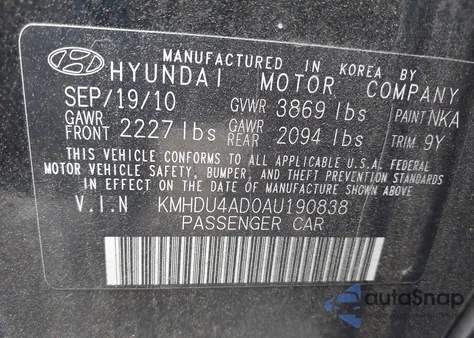 MANUFACTURED IN KOREA BY
HYUNDAI MOTOR COMPANY
SEP/19/10 GVWR 3869 lbs PAINT NKA
GAWR FRONT 2227 lbs GAWR REAR 2094 lbs TRIM 9Y
THIS VEHICLE CONFORMS TO ALL APPLICABLE U.S.A FEDERAL
MOTOR VEHICLE SAFETY, BUMPER, AND THEFT PREVENTION STANDARDS
IN EFFECT ON THE DATE OF MANUFACTURE SHOWN ABOVE
V.I.N KMHDU4AD0AU190838
PASSENGER CAR
autoSnap